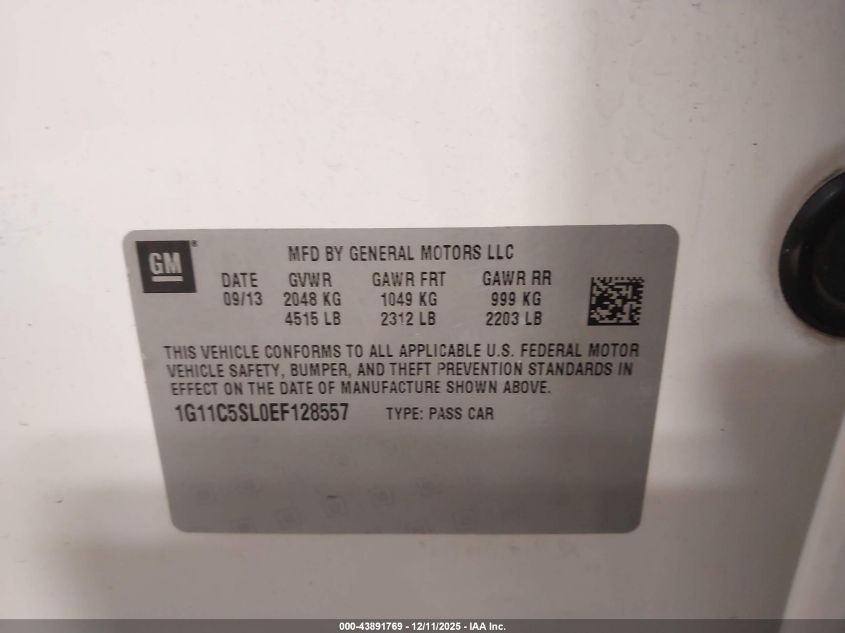 GM®
MFD BY GENERAL MOTORS LLC
DATE GVWR GAWR FRT GAWR RR
09/13 2048 KG 1049 KG 999 KG
4515 LB 2312 LB 2203 LB
THIS VEHICLE CONFORMS TO ALL APPLICABLE U.S. FEDERAL MOTOR
VEHICLE SAFETY, BUMPER, AND THEFT PREVENTION STANDARDS IN
EFFECT ON THE DATE OF MANUFACTURE SHOWN ABOVE.
1G11C5SL0EF128557 TYPE: PASS CAR
000-43891769 - 12/11/2025 - IAA Inc.